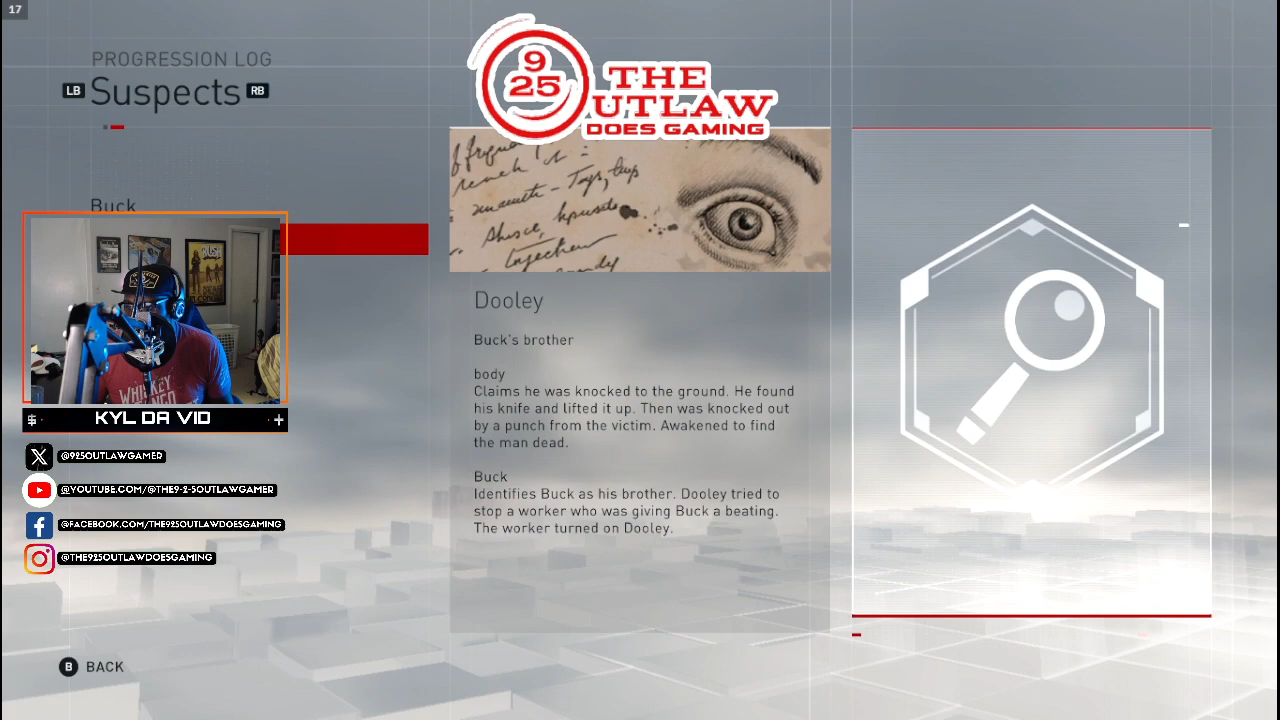 17
PROGRESSION LOG
LB Suspects RB
9
25
THE
OUTLAW
DOES GAMING
Buck
Dooley
Buck's brother
body
Claims he was knocked to the ground. He found
his knife and lifted it up. Then was knocked out
by a punch from the victim. Awakened to find
the man dead.
Buck
Identifies Buck as his brother. Dooley tried to
stop a worker who was giving Buck a beating.
The worker turned on Dooley.
RUSH
WHISKEY
KYL DA VID
@925OUTLAWGAMER
@YOUTUBE.COM/@THE9-2-5OUTLAWGAMER
@FACEBOOK.COM/THE925OUTLAWDOESGAMING
@THE925OUTLAWDOESGAMING
B BACK